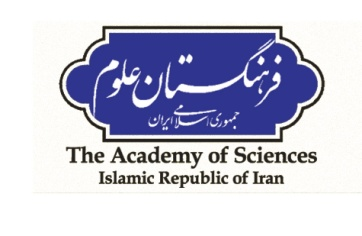 فرهنگستان علوم
جمهوری اسلامی ایران
The Academy of Sciences
Islamic Republic of Iran